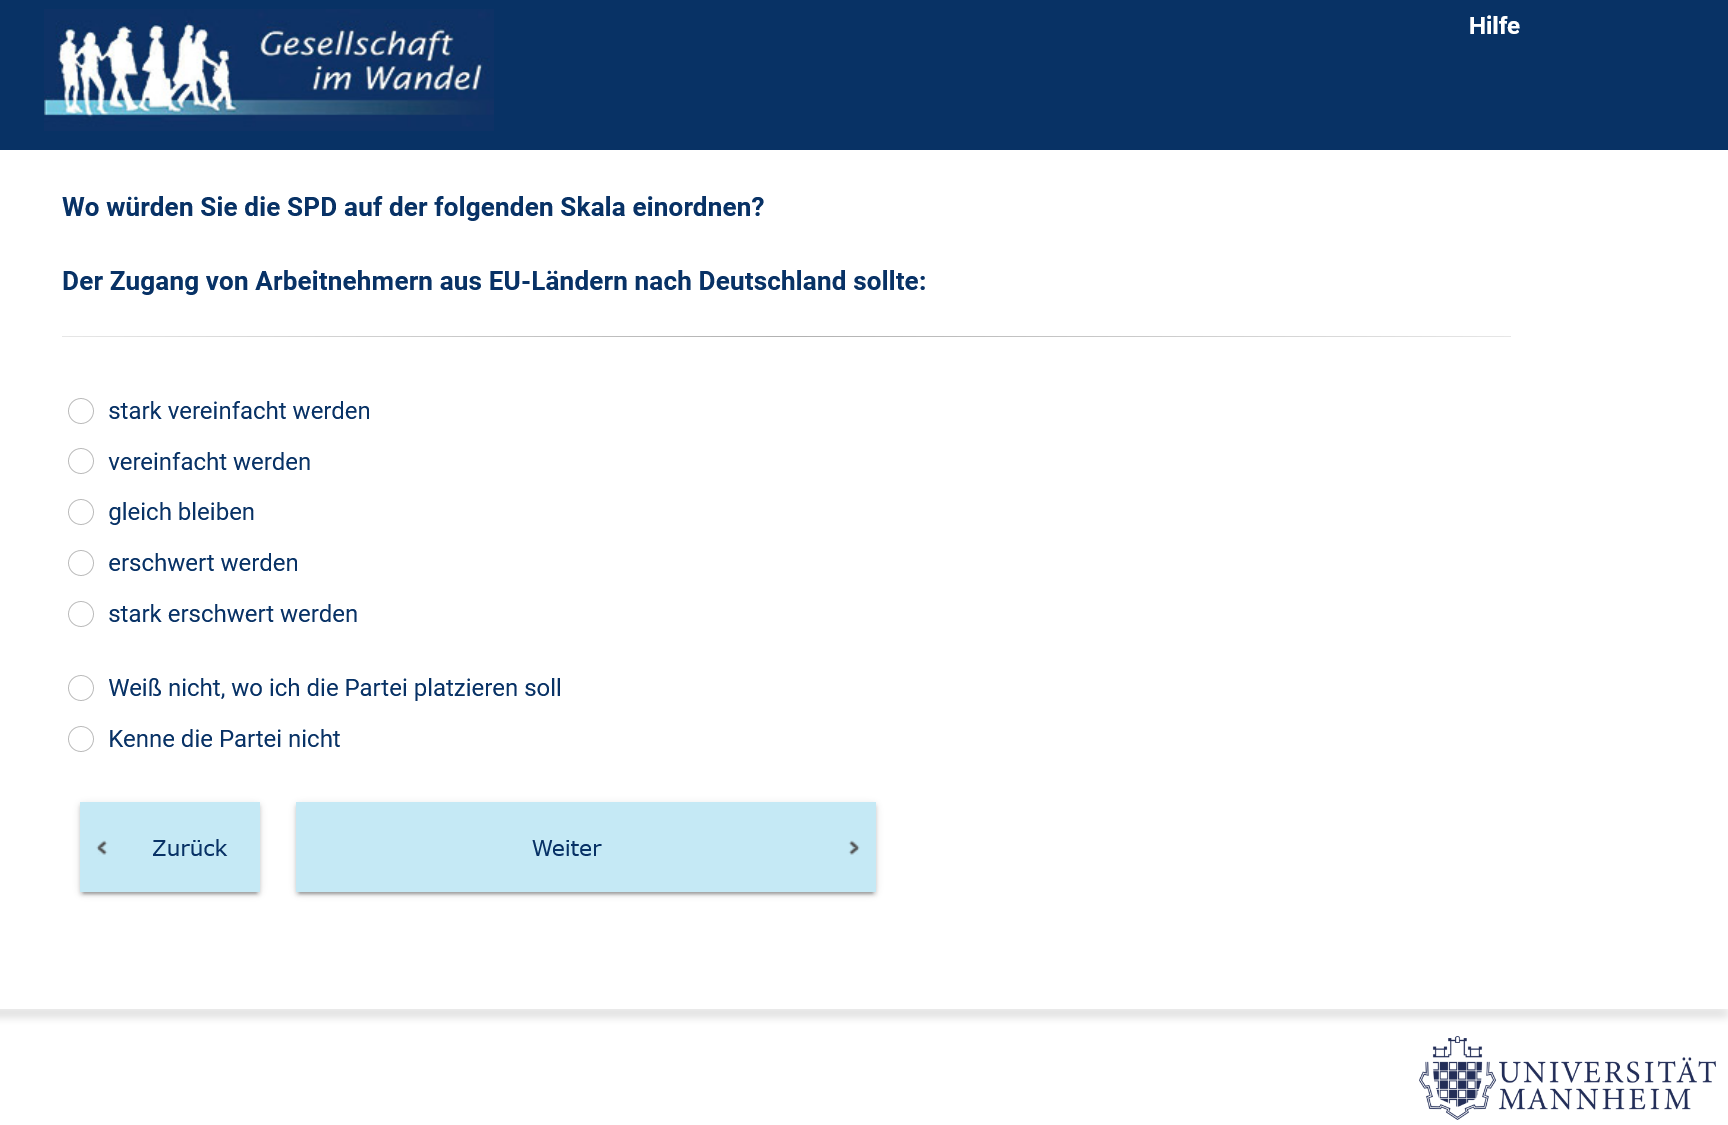 Gesellschaft
im Wandel
Hilfe
Wo würden Sie die SPD auf der folgenden Skala einordnen?
Der Zugang von Arbeitnehmern aus EU-Ländern nach Deutschland sollte:
stark vereinfacht werden
vereinfacht werden
gleich bleiben
erschwert werden
stark erschwert werden
Weiß nicht, wo ich die Partei platzieren soll
Kenne die Partei nicht
Zurück
Weiter
UNIVERSITÄT
MANNHEIM